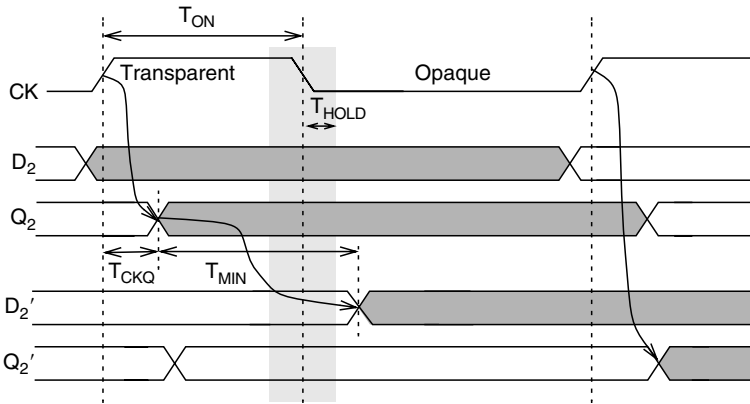 T_ON
Transparent
Opaque
CK
T_HOLD
D_2
Q_2
T_CKQ
T_MIN
D_2′
Q_2′